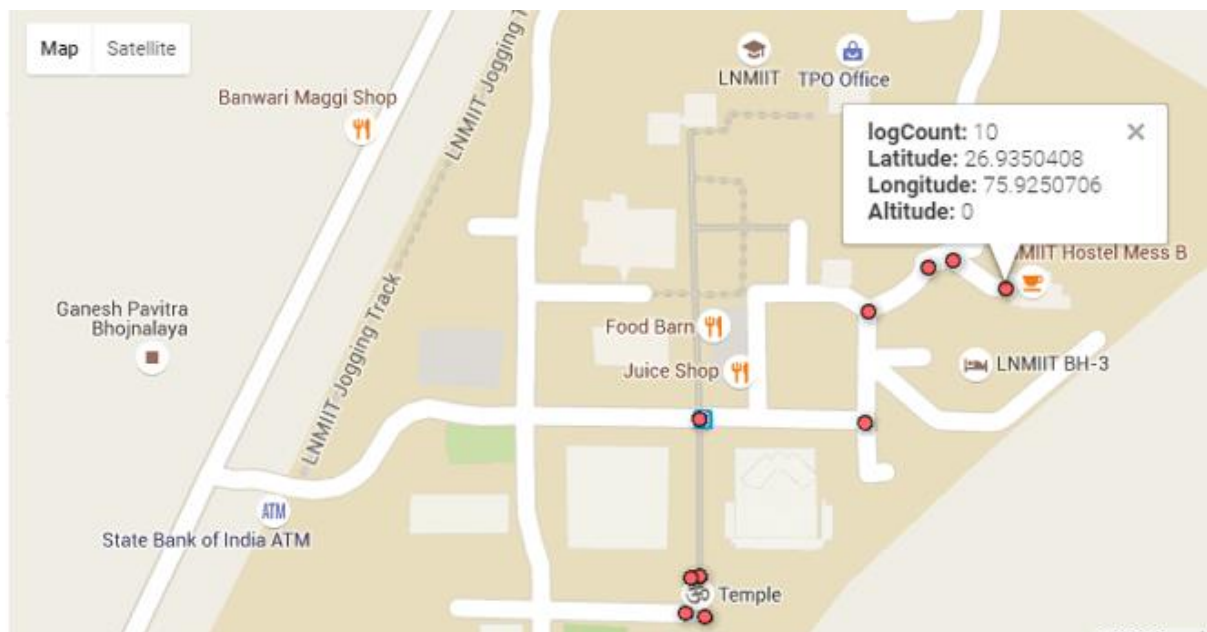 Map Satellite
LNMIIT
TPO Office
Banwari Maggi Shop
LNMIIT Jogging T
logCount: 10
Latitude: 26.9350408
Longitude: 75.9250706
Altitude: 0
MIIT Hostel Mess B
Ganesh Pavitra
Bhojnalaya
Food Barn
Juice Shop
LNMIIT BH-3
LNMIIT Jogging Track
ATM
State Bank of India ATM
ॐ Temple